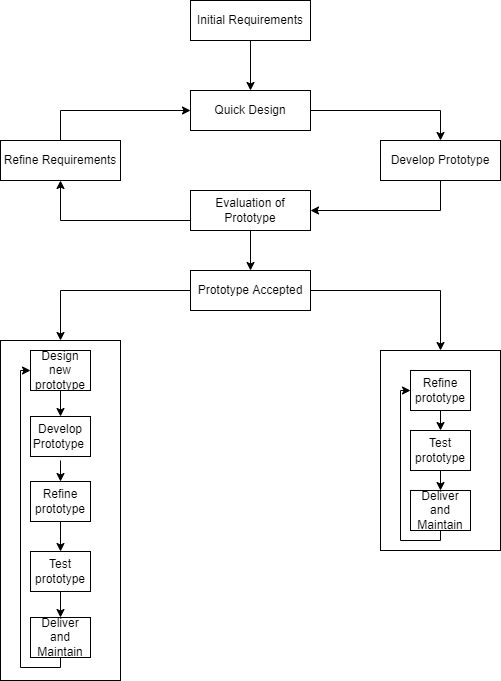 Initial Requirements
Quick Design
Refine Requirements
Develop Prototype
Evaluation of
Prototype
Prototype Accepted
Design
new
prototype
Develop
Prototype
Refine
prototype
Test
prototype
Deliver
and
Maintain
Refine
prototype
Test
prototype
Deliver
and
Maintain